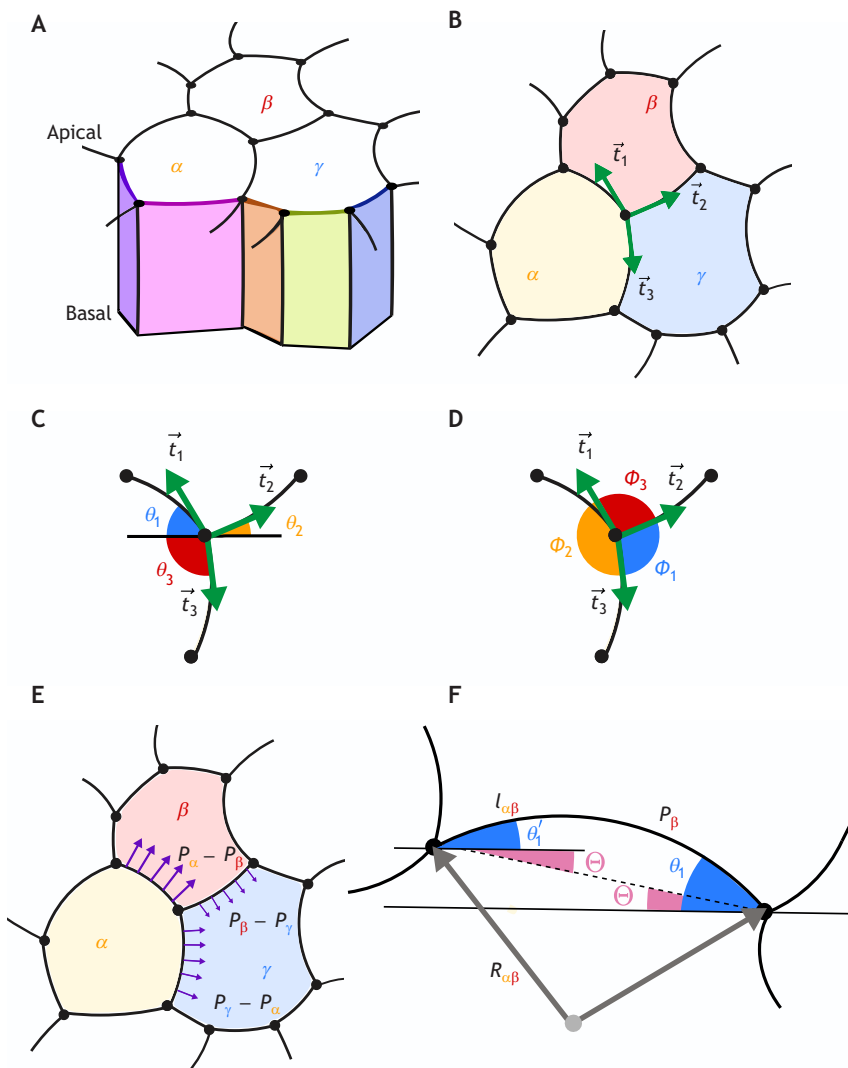 A
β
Apical
α
γ
Basal
B
β
t⃗₁
t⃗₂
α
t⃗₃
γ
C
t⃗₁
t⃗₂
θ₁
θ₂
θ₃
t⃗₃
D
t⃗₁
Φ₃
t⃗₂
Φ₂
Φ₁
t⃗₃
E
β
Pα − Pβ
α
Pβ − Pγ
γ
Pγ − Pα
F
lαβ
Pβ
θ₁′
Θ
θ₁
Θ
Rαβ